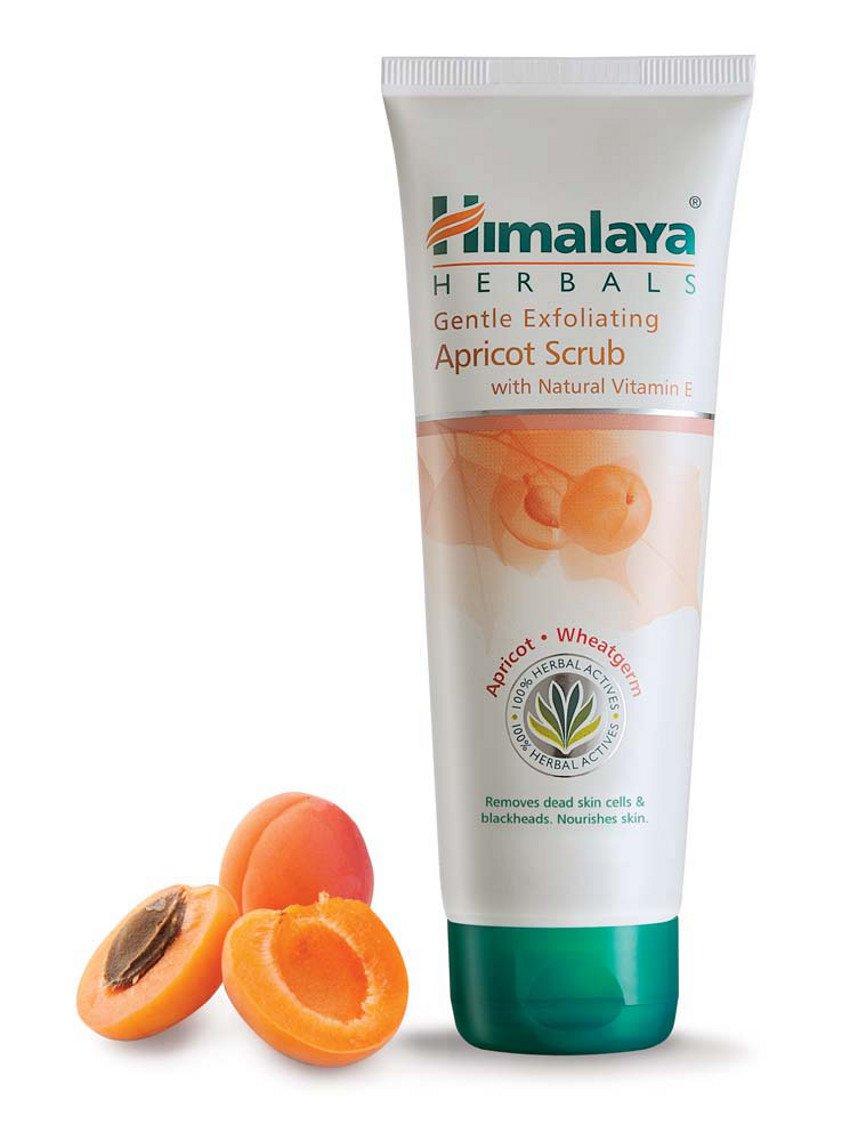 Himalaya®
HERBALS
Gentle Exfoliating
Apricot Scrub
with Natural Vitamin E
Apricot • Wheatgerm
100% HERBAL ACTIVES •
100% HERBAL ACTIVES •
Removes dead skin cells &
blackheads. Nourishes skin.